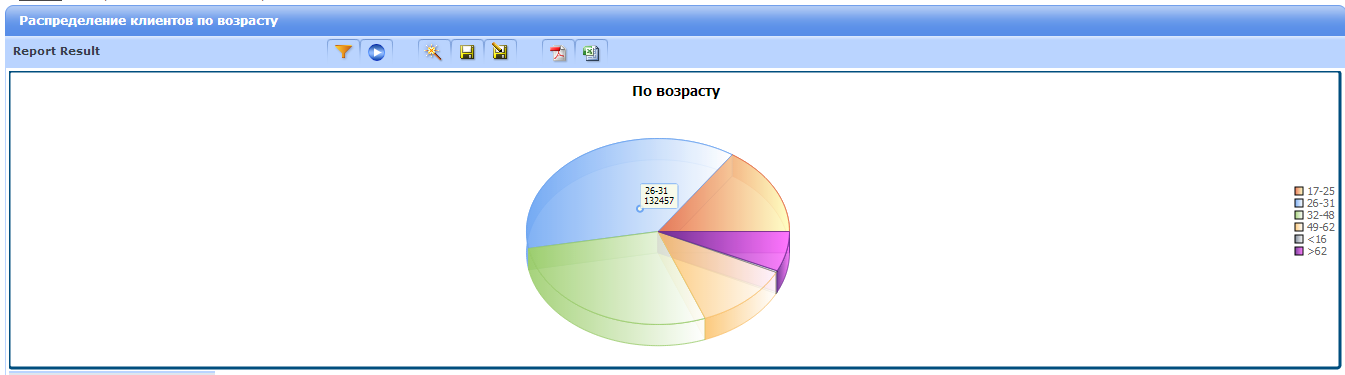 Распределение клиентов по возрасту
Report Result
По возрасту
26-31
132457
17-25
26-31
32-48
49-62
<16
>62